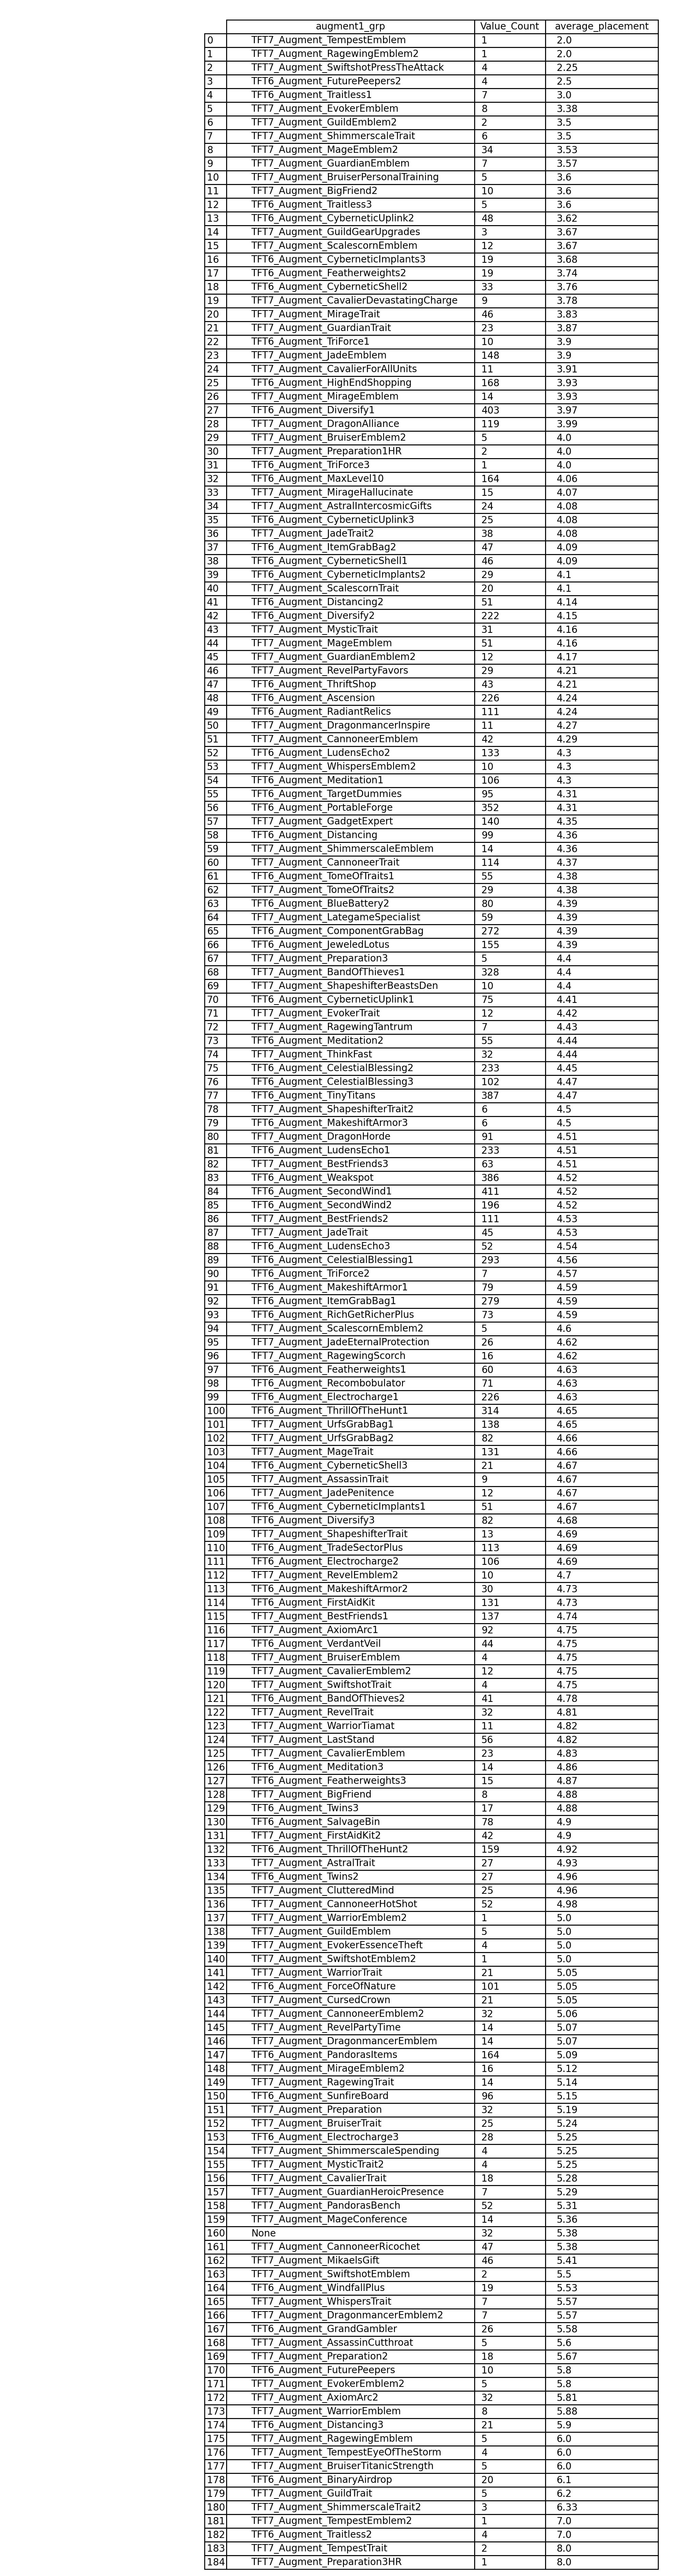 augment1_grp Value_Count average_placement
0 TFT7_Augment_TempestEmblem 1 2.0
1 TFT7_Augment_RagewingEmblem2 1 2.0
2 TFT7_Augment_SwiftshotPressTheAttack 4 2.25
3 TFT6_Augment_FuturePeepers2 4 2.5
4 TFT6_Augment_Traitless1 7 3.0
5 TFT7_Augment_EvokerEmblem 8 3.38
6 TFT7_Augment_GuildEmblem2 2 3.5
7 TFT7_Augment_ShimmerscaleTrait 6 3.5
8 TFT7_Augment_MageEmblem2 34 3.53
9 TFT7_Augment_GuardianEmblem 7 3.57
10 TFT7_Augment_BruiserPersonalTraining 5 3.6
11 TFT7_Augment_BigFriend2 10 3.6
12 TFT6_Augment_Traitless3 5 3.6
13 TFT6_Augment_CyberneticUplink2 48 3.62
14 TFT7_Augment_GuildGearUpgrades 3 3.67
15 TFT7_Augment_ScalescornEmblem 12 3.67
16 TFT6_Augment_CyberneticImplants3 19 3.68
17 TFT6_Augment_Featherweights2 19 3.74
18 TFT6_Augment_CyberneticShell2 33 3.76
19 TFT7_Augment_CavalierDevastatingCharge 9 3.78
20 TFT7_Augment_MirageTrait 46 3.83
21 TFT7_Augment_GuardianTrait 23 3.87
22 TFT6_Augment_TriForce1 10 3.9
23 TFT7_Augment_JadeEmblem 148 3.9
24 TFT7_Augment_CavalierForAllUnits 11 3.91
25 TFT6_Augment_HighEndShopping 168 3.93
26 TFT7_Augment_MirageEmblem 14 3.93
27 TFT6_Augment_Diversify1 403 3.97
28 TFT7_Augment_DragonAlliance 119 3.99
29 TFT7_Augment_BruiserEmblem2 5 4.0
30 TFT7_Augment_Preparation1HR 2 4.0
31 TFT6_Augment_TriForce3 1 4.0
32 TFT6_Augment_MaxLevel10 164 4.06
33 TFT7_Augment_MirageHallucinate 15 4.07
34 TFT7_Augment_AstralIntercosmicGifts 24 4.08
35 TFT6_Augment_CyberneticUplink3 25 4.08
36 TFT7_Augment_JadeTrait2 38 4.08
37 TFT6_Augment_ItemGrabBag2 47 4.09
38 TFT6_Augment_CyberneticShell1 46 4.09
39 TFT6_Augment_CyberneticImplants2 29 4.1
40 TFT7_Augment_ScalescornTrait 20 4.1
41 TFT6_Augment_Distancing2 51 4.14
42 TFT6_Augment_Diversify2 222 4.15
43 TFT7_Augment_MysticTrait 31 4.16
44 TFT7_Augment_MageEmblem 51 4.16
45 TFT7_Augment_GuardianEmblem2 12 4.17
46 TFT7_Augment_RevelPartyFavors 29 4.21
47 TFT6_Augment_ThriftShop 43 4.21
48 TFT6_Augment_Ascension 226 4.24
49 TFT6_Augment_RadiantRelics 111 4.24
50 TFT7_Augment_DragonmancerInspire 11 4.27
51 TFT7_Augment_CannoneerEmblem 42 4.29
52 TFT6_Augment_LudensEcho2 133 4.3
53 TFT7_Augment_WhispersEmblem2 10 4.3
54 TFT6_Augment_Meditation1 106 4.3
55 TFT6_Augment_TargetDummies 95 4.31
56 TFT6_Augment_PortableForge 352 4.31
57 TFT7_Augment_GadgetExpert 140 4.35
58 TFT6_Augment_Distancing 99 4.36
59 TFT7_Augment_ShimmerscaleEmblem 14 4.36
60 TFT7_Augment_CannoneerTrait 114 4.37
61 TFT6_Augment_TomeOfTraits1 55 4.38
62 TFT7_Augment_TomeOfTraits2 29 4.38
63 TFT6_Augment_BlueBattery2 80 4.39
64 TFT7_Augment_LategameSpecialist 59 4.39
65 TFT6_Augment_ComponentGrabBag 272 4.39
66 TFT6_Augment_JeweledLotus 155 4.39
67 TFT7_Augment_Preparation3 5 4.4
68 TFT7_Augment_BandOfThieves1 328 4.4
69 TFT7_Augment_ShapeshifterBeastsDen 10 4.4
70 TFT6_Augment_CyberneticUplink1 75 4.41
71 TFT7_Augment_EvokerTrait 12 4.42
72 TFT7_Augment_RagewingTantrum 7 4.43
73 TFT6_Augment_Meditation2 55 4.44
74 TFT7_Augment_ThinkFast 32 4.44
75 TFT6_Augment_CelestialBlessing2 233 4.45
76 TFT6_Augment_CelestialBlessing3 102 4.47
77 TFT6_Augment_TinyTitans 387 4.47
78 TFT7_Augment_ShapeshifterTrait2 6 4.5
79 TFT6_Augment_MakeshiftArmor3 6 4.5
80 TFT7_Augment_DragonHorde 91 4.51
81 TFT6_Augment_LudensEcho1 233 4.51
82 TFT7_Augment_BestFriends3 63 4.51
83 TFT6_Augment_Weakspot 386 4.52
84 TFT6_Augment_SecondWind1 411 4.52
85 TFT6_Augment_SecondWind2 196 4.52
86 TFT7_Augment_BestFriends2 111 4.53
87 TFT7_Augment_JadeTrait 45 4.53
88 TFT6_Augment_LudensEcho3 52 4.54
89 TFT6_Augment_CelestialBlessing1 293 4.56
90 TFT6_Augment_TriForce2 7 4.57
91 TFT6_Augment_MakeshiftArmor1 79 4.59
92 TFT6_Augment_ItemGrabBag1 279 4.59
93 TFT6_Augment_RichGetRicherPlus 73 4.59
94 TFT7_Augment_ScalescornEmblem2 5 4.6
95 TFT7_Augment_JadeEternalProtection 26 4.62
96 TFT7_Augment_RagewingScorch 16 4.62
97 TFT6_Augment_Featherweights1 60 4.63
98 TFT6_Augment_Recombobulator 71 4.63
99 TFT6_Augment_Electrocharge1 226 4.63
100 TFT6_Augment_ThrillOfTheHunt1 314 4.65
101 TFT7_Augment_UrfsGrabBag1 138 4.65
102 TFT7_Augment_UrfsGrabBag2 82 4.66
103 TFT7_Augment_MageTrait 131 4.66
104 TFT6_Augment_CyberneticShell3 21 4.67
105 TFT7_Augment_AssassinTrait 9 4.67
106 TFT7_Augment_JadePenitence 12 4.67
107 TFT6_Augment_CyberneticImplants1 51 4.67
108 TFT6_Augment_Diversify3 82 4.68
109 TFT7_Augment_ShapeshifterTrait 13 4.69
110 TFT6_Augment_TradeSectorPlus 113 4.69
111 TFT6_Augment_Electrocharge2 106 4.69
112 TFT7_Augment_RevelEmblem2 10 4.7
113 TFT6_Augment_MakeshiftArmor2 30 4.73
114 TFT6_Augment_FirstAidKit 131 4.73
115 TFT7_Augment_BestFriends1 137 4.74
116 TFT7_Augment_AxiomArc1 92 4.75
117 TFT6_Augment_VerdantVeil 44 4.75
118 TFT7_Augment_BruiserEmblem 4 4.75
119 TFT7_Augment_CavalierEmblem2 12 4.75
120 TFT7_Augment_SwiftshotTrait 4 4.75
121 TFT6_Augment_BandOfThieves2 41 4.78
122 TFT7_Augment_RevelTrait 32 4.81
123 TFT7_Augment_WarriorTiamat 11 4.82
124 TFT7_Augment_LastStand 56 4.82
125 TFT7_Augment_CavalierEmblem 23 4.83
126 TFT6_Augment_Meditation3 14 4.86
127 TFT6_Augment_Featherweights3 15 4.87
128 TFT7_Augment_BigFriend 8 4.88
129 TFT6_Augment_Twins3 17 4.88
130 TFT6_Augment_SalvageBin 78 4.9
131 TFT7_Augment_FirstAidKit2 42 4.9
132 TFT6_Augment_ThrillOfTheHunt2 159 4.92
133 TFT7_Augment_AstralTrait 27 4.93
134 TFT6_Augment_Twins2 27 4.96
135 TFT7_Augment_ClutteredMind 25 4.96
136 TFT7_Augment_CannoneerHotShot 52 4.98
137 TFT7_Augment_WarriorEmblem2 1 5.0
138 TFT7_Augment_GuildEmblem 5 5.0
139 TFT7_Augment_EvokerEssenceTheft 4 5.0
140 TFT7_Augment_SwiftshotEmblem2 1 5.0
141 TFT7_Augment_WarriorTrait 21 5.05
142 TFT6_Augment_ForceOfNature 101 5.05
143 TFT7_Augment_CursedCrown 21 5.05
144 TFT7_Augment_CannoneerEmblem2 32 5.06
145 TFT7_Augment_RevelPartyTime 14 5.07
146 TFT7_Augment_DragonmancerEmblem 14 5.07
147 TFT6_Augment_PandorasItems 164 5.09
148 TFT7_Augment_MirageEmblem2 16 5.12
149 TFT7_Augment_RagewingTrait 14 5.14
150 TFT6_Augment_SunfireBoard 96 5.15
151 TFT7_Augment_Preparation 32 5.19
152 TFT7_Augment_BruiserTrait 25 5.24
153 TFT6_Augment_Electrocharge3 28 5.25
154 TFT7_Augment_ShimmerscaleSpending 4 5.25
155 TFT7_Augment_MysticTrait2 4 5.25
156 TFT7_Augment_CavalierTrait 18 5.28
157 TFT7_Augment_GuardianHeroicPresence 7 5.29
158 TFT7_Augment_PandorasBench 52 5.31
159 TFT7_Augment_MageConference 14 5.36
160 None 32 5.38
161 TFT7_Augment_CannoneerRicochet 47 5.38
162 TFT7_Augment_MikaelsGift 46 5.41
163 TFT7_Augment_SwiftshotEmblem 2 5.5
164 TFT6_Augment_WindfallPlus 19 5.53
165 TFT7_Augment_WhispersTrait 7 5.57
166 TFT7_Augment_DragonmancerEmblem2 7 5.57
167 TFT6_Augment_GrandGambler 26 5.58
168 TFT7_Augment_AssassinCutthroat 5 5.6
169 TFT7_Augment_Preparation2 18 5.67
170 TFT6_Augment_FuturePeepers 10 5.8
171 TFT7_Augment_EvokerEmblem2 5 5.8
172 TFT7_Augment_AxiomArc2 32 5.81
173 TFT7_Augment_WarriorEmblem 8 5.88
174 TFT6_Augment_Distancing3 21 5.9
175 TFT7_Augment_RagewingEmblem 5 6.0
176 TFT7_Augment_TempestEyeOfTheStorm 4 6.0
177 TFT7_Augment_BruiserTitanicStrength 5 6.0
178 TFT6_Augment_BinaryAirdrop 20 6.1
179 TFT7_Augment_GuildTrait 5 6.2
180 TFT7_Augment_ShimmerscaleTrait2 3 6.33
181 TFT7_Augment_TempestEmblem2 1 7.0
182 TFT6_Augment_Traitless2 4 7.0
183 TFT7_Augment_TempestTrait 2 8.0
184 TFT7_Augment_Preparation3HR 1 8.0